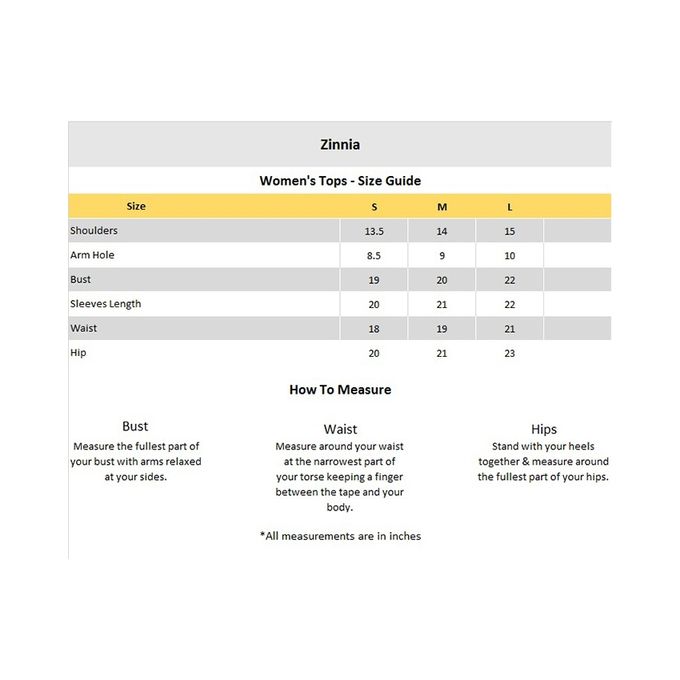 Zinnia
Women's Tops - Size Guide
Size S M L
Shoulders 13.5 14 15
Arm Hole 8.5 9 10
Bust 19 20 22
Sleeves Length 20 21 22
Waist 18 19 21
Hip 20 21 23
How To Measure
Bust
Measure the fullest part of
your bust with arms relaxed
at your sides.
Waist
Measure around your waist
at the narrowest part of
your torse keeping a finger
between the tape and your
body.
Hips
Stand with your heels
together & measure around
the fullest part of your hips.
*All measurements are in inches